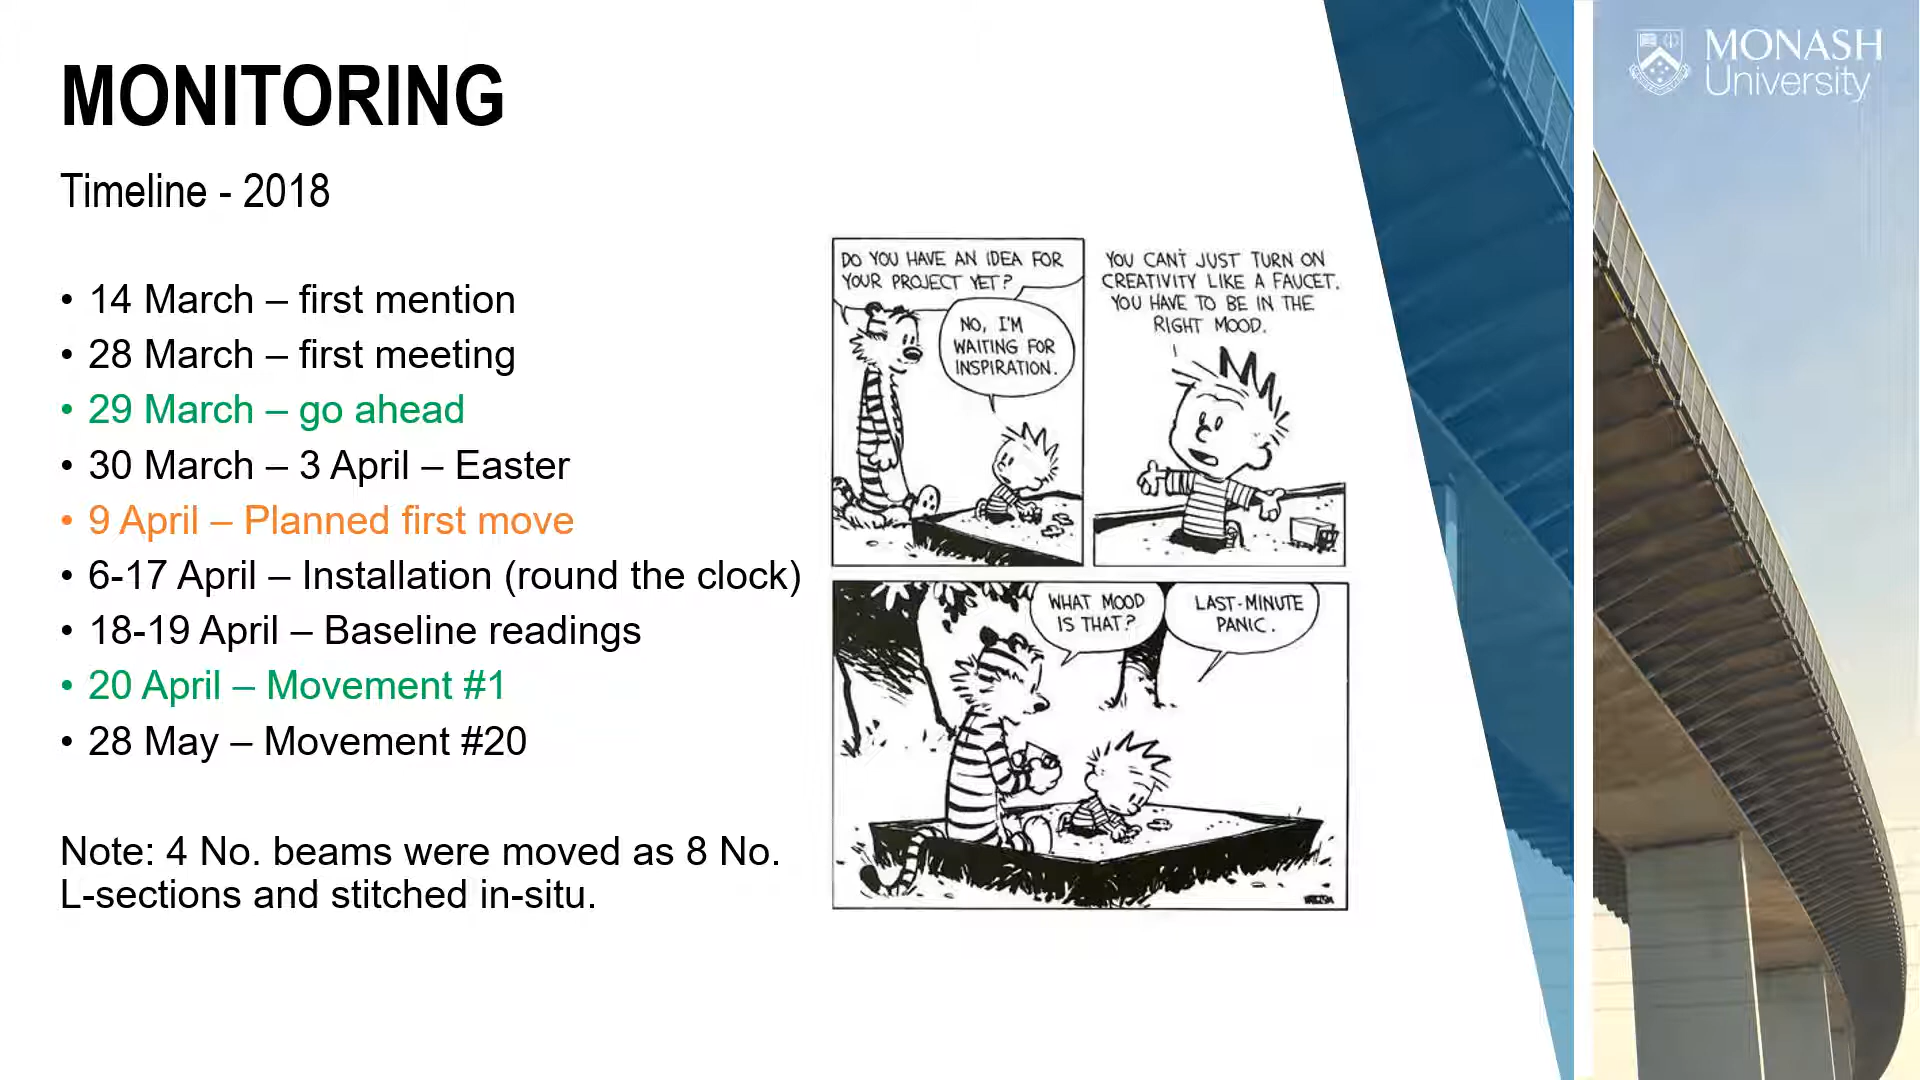 MONITORING
Timeline - 2018
• 14 March – first mention
• 28 March – first meeting
• 29 March – go ahead
• 30 March – 3 April – Easter
• 9 April – Planned first move
• 6-17 April – Installation (round the clock)
• 18-19 April – Baseline readings
• 20 April – Movement #1
• 28 May – Movement #20
Note: 4 No. beams were moved as 8 No.
L-sections and stitched in-situ.
DO YOU HAVE AN IDEA FOR
YOUR PROJECT YET?
NO, I'M
WAITING FOR
INSPIRATION.
YOU CAN'T JUST TURN ON
CREATIVITY LIKE A FAUCET.
YOU HAVE TO BE IN THE
RIGHT MOOD.
WHAT MOOD
IS THAT?
LAST-MINUTE
PANIC.
MONASH
University